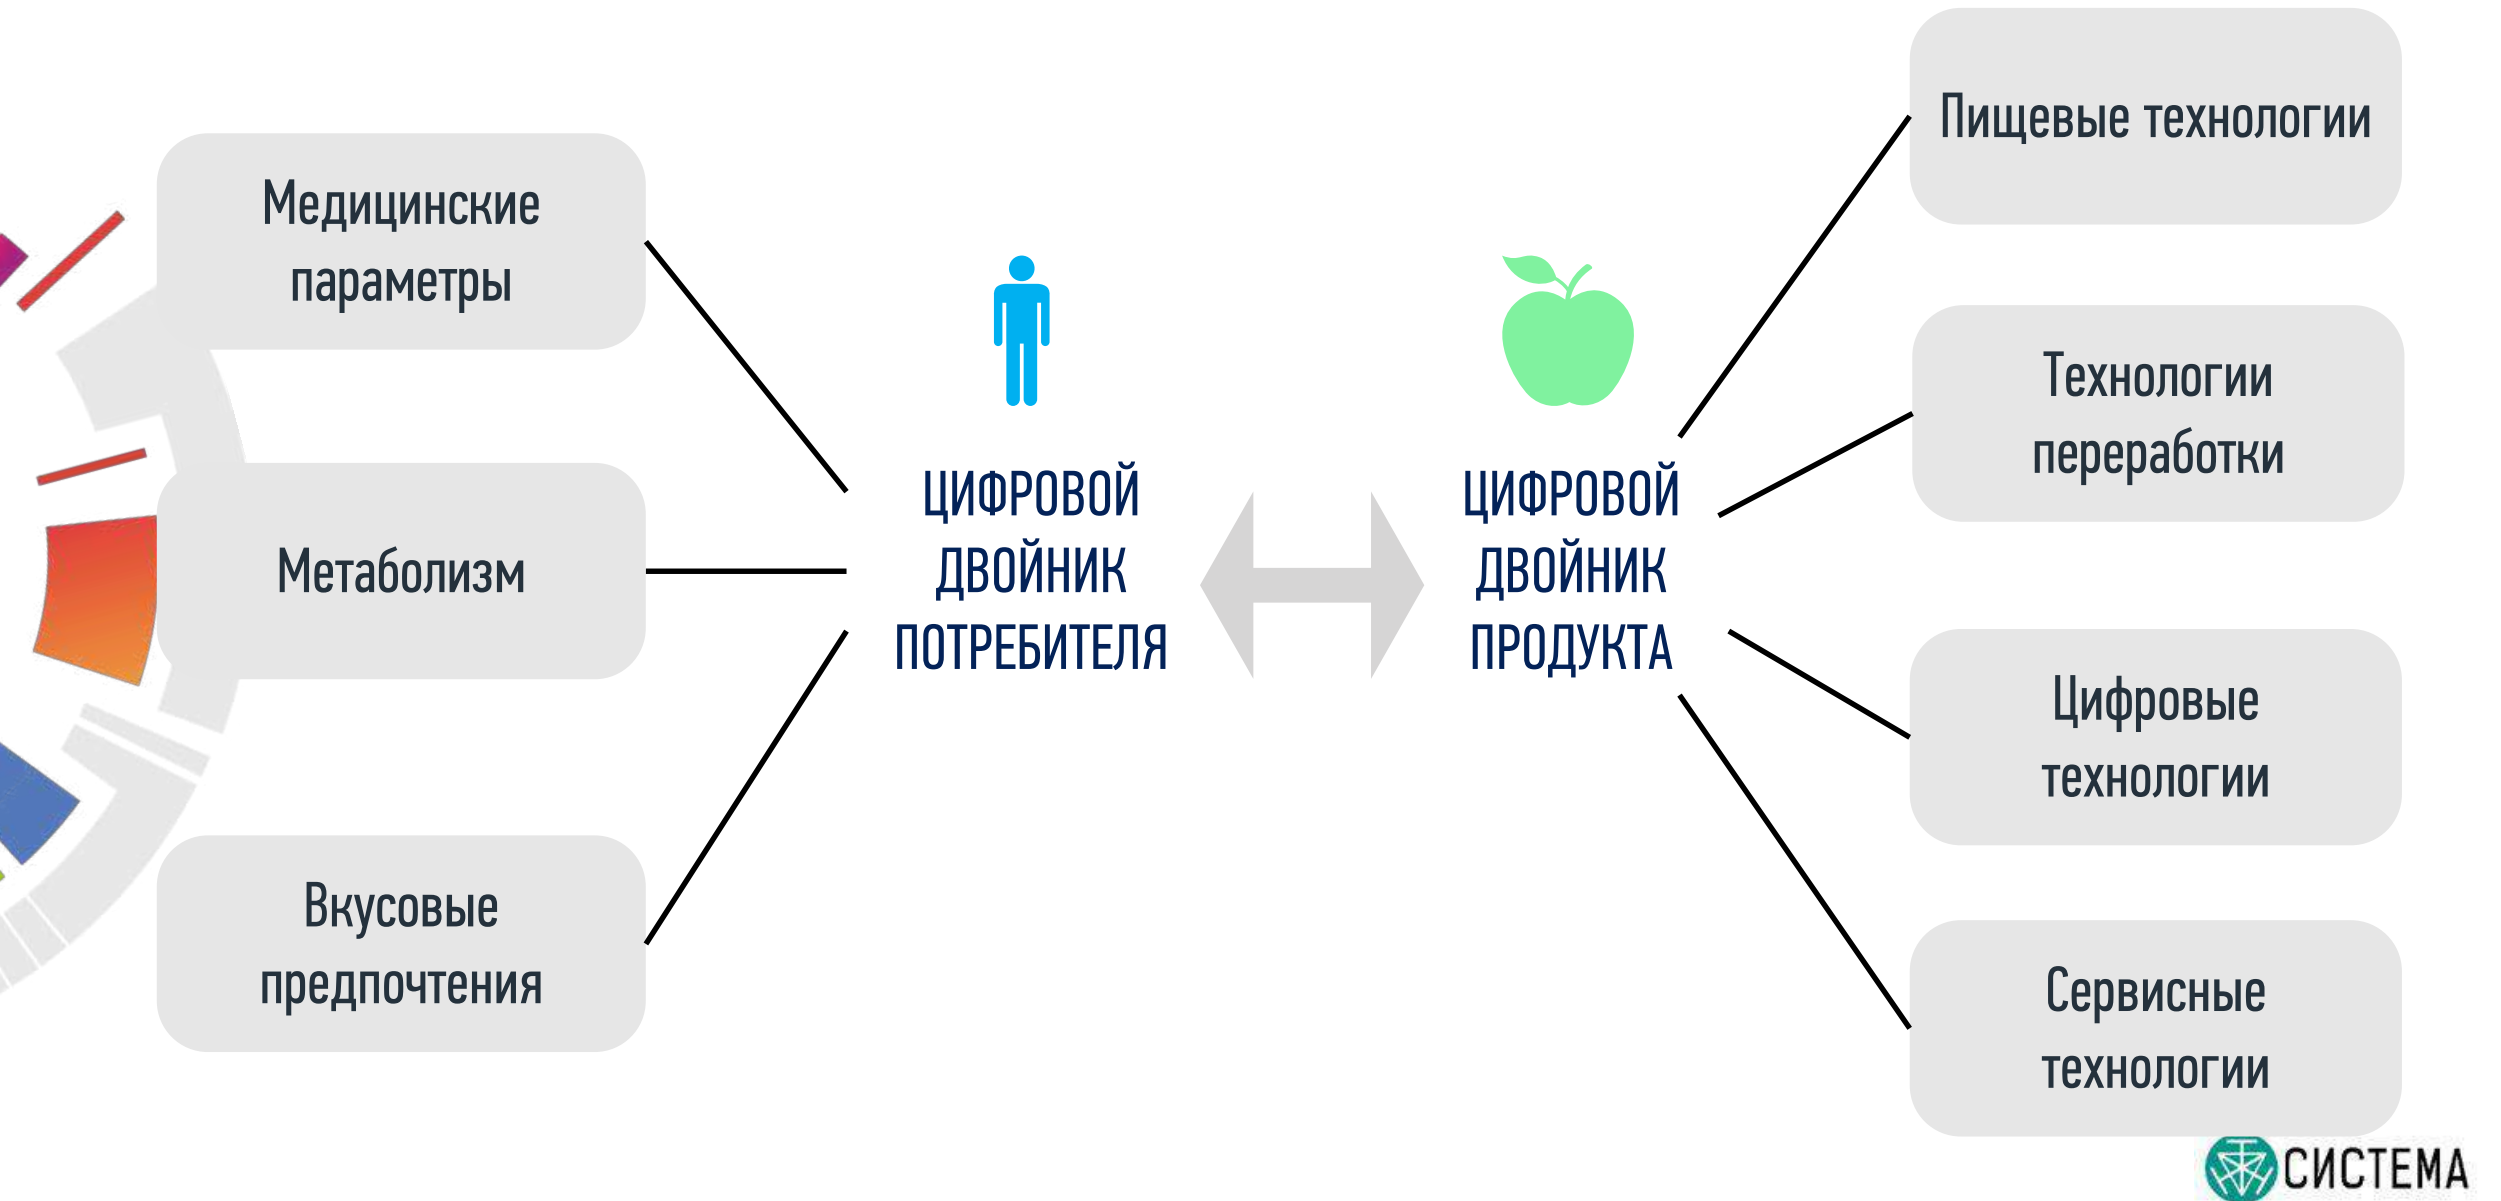 Медицинские
параметры
Метаболизм
Вкусовые
предпочтения
ЦИФРОВОЙ
ДВОЙНИК
ПОТРЕБИТЕЛЯ
ЦИФРОВОЙ
ДВОЙНИК
ПРОДУКТА
Пищевые технологии
Технологии
переработки
Цифровые
технологии
Сервисные
технологии
СИСТЕМА